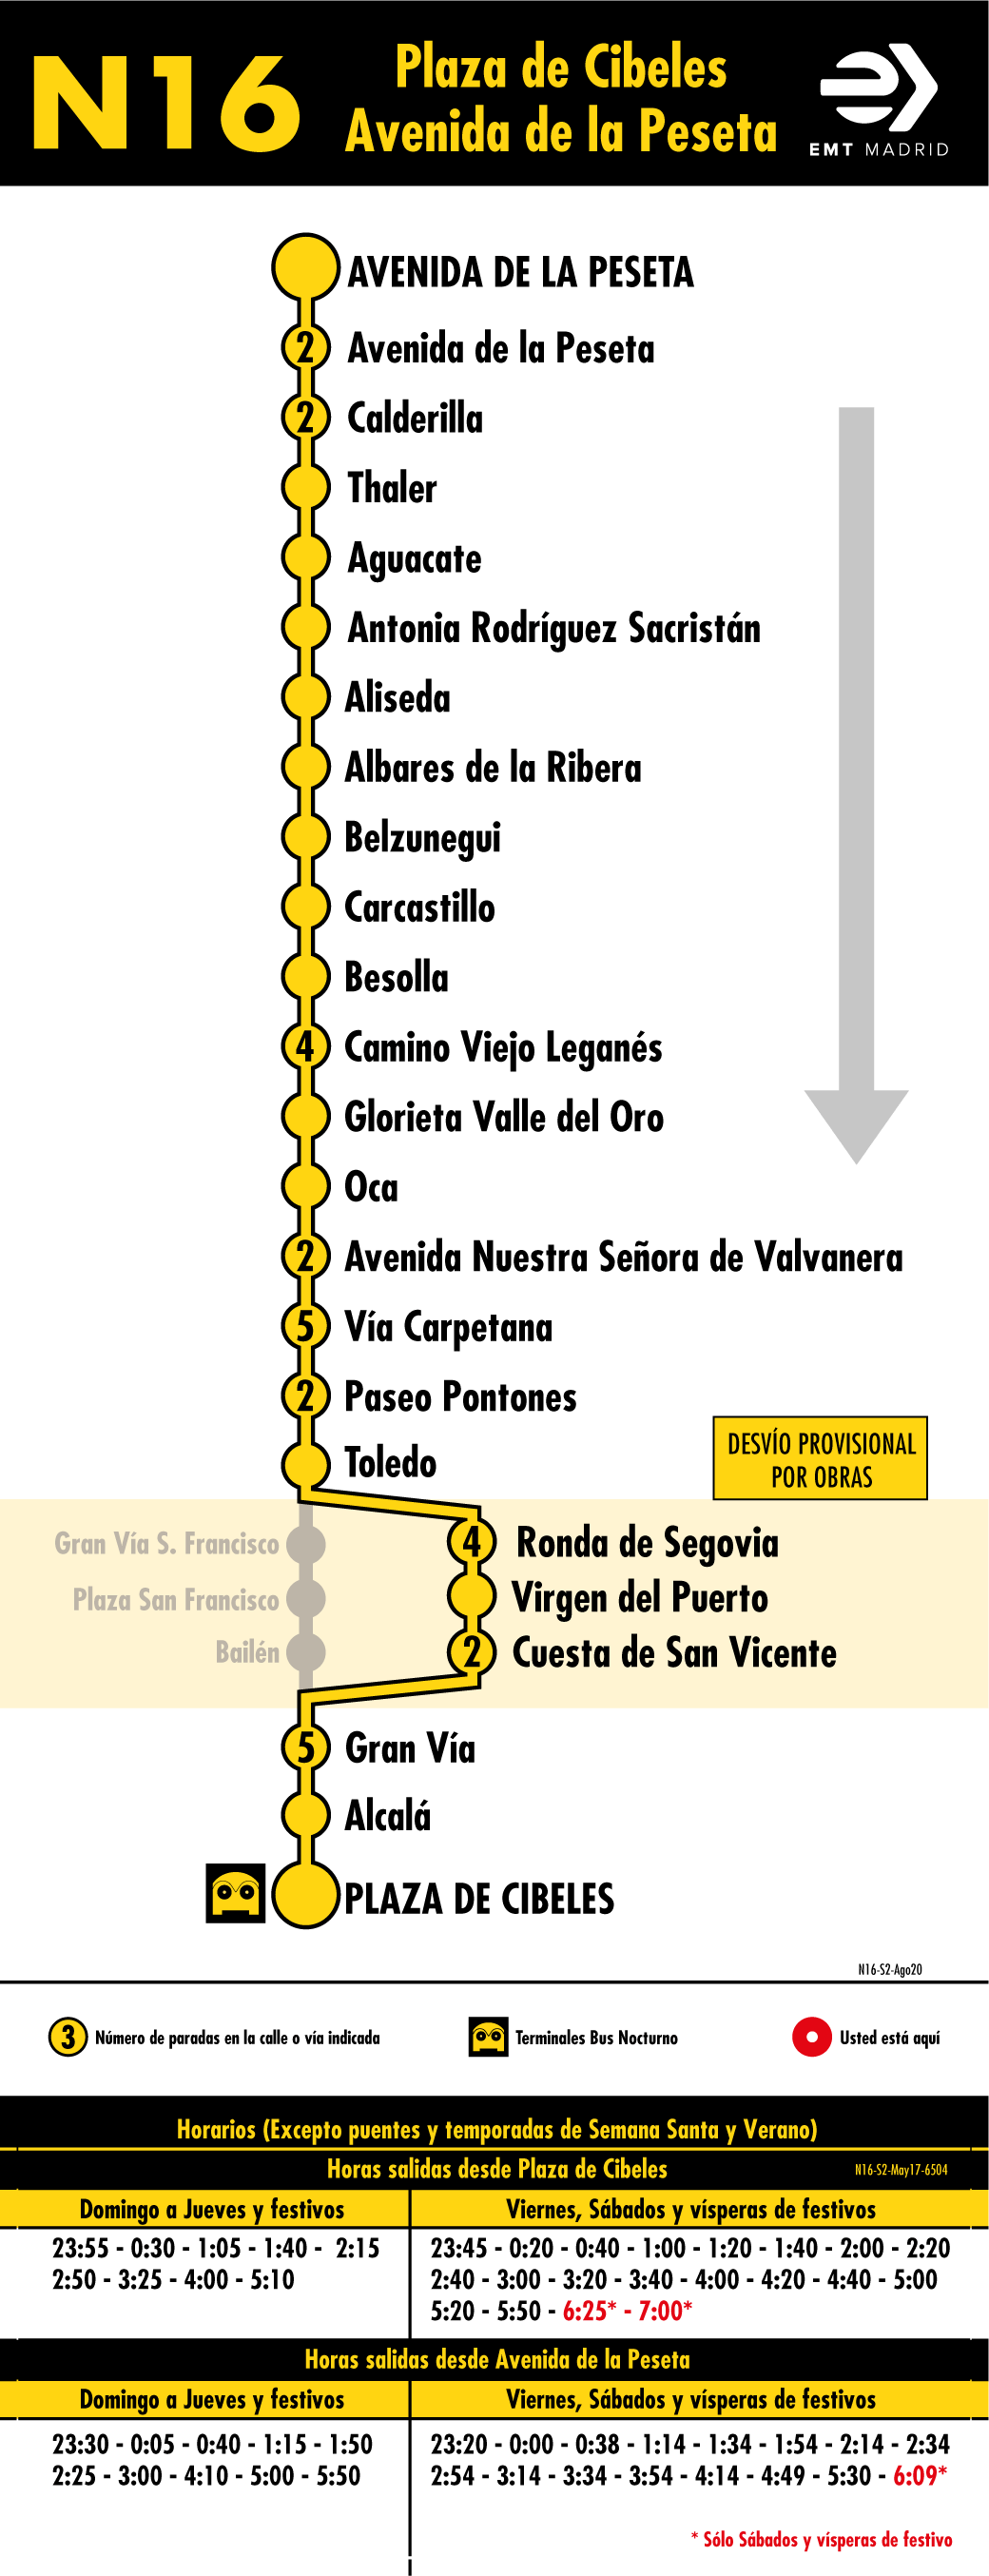 N16
Plaza de Cibeles
Avenida de la Peseta
EMT MADRID
AVENIDA DE LA PESETA
2 Avenida de la Peseta
2 Calderilla
Thaler
Aguacate
Antonia Rodríguez Sacristán
Aliseda
Albares de la Ribera
Belzunegui
Carcastillo
Besolla
4 Camino Viejo Leganés
Glorieta Valle del Oro
Oca
2 Avenida Nuestra Señora de Valvanera
5 Vía Carpetana
2 Paseo Pontones
Toledo
DESVÍO PROVISIONAL
POR OBRAS
Gran Vía S. Francisco 4 Ronda de Segovia
Plaza San Francisco Virgen del Puerto
Bailén 2 Cuesta de San Vicente
5 Gran Vía
Alcalá
PLAZA DE CIBELES
N16-S2-Ago20
3 Número de paradas en la calle o vía indicada Terminales Bus Nocturno Usted está aquí
Horarios (Excepto puentes y temporadas de Semana Santa y Verano)
Horas salidas desde Plaza de Cibeles N16-S2-May17-6504
Domingo a Jueves y festivos
23:55 - 0:30 - 1:05 - 1:40 - 2:15
2:50 - 3:25 - 4:00 - 5:10
Viernes, Sábados y vísperas de festivos
23:45 - 0:20 - 0:40 - 1:00 - 1:20 - 1:40 - 2:00 - 2:20
2:40 - 3:00 - 3:20 - 3:40 - 4:00 - 4:20 - 4:40 - 5:00
5:20 - 5:50 - 6:25* - 7:00*
Horas salidas desde Avenida de la Peseta
Domingo a Jueves y festivos
23:30 - 0:05 - 0:40 - 1:15 - 1:50
2:25 - 3:00 - 4:10 - 5:00 - 5:50
Viernes, Sábados y vísperas de festivos
23:20 - 0:00 - 0:38 - 1:14 - 1:34 - 1:54 - 2:14 - 2:34
2:54 - 3:14 - 3:34 - 3:54 - 4:14 - 4:49 - 5:30 - 6:09*
* Sólo Sábados y vísperas de festivo